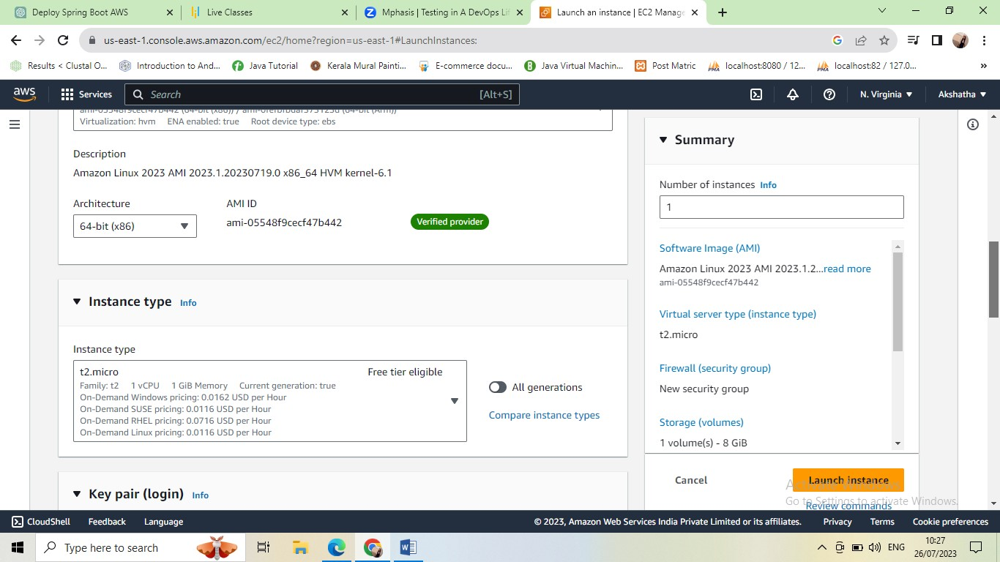 Deploy Spring Boot AWS
Live Classes
Mphasis | Testing in A DevOps Lif
Launch an instance | EC2 Manage
us-east-1.console.aws.amazon.com/ec2/home?region=us-east-1#LaunchInstances:
Results < Clustal O...
Introduction to And...
Java Tutorial
Kerala Mural Painti...
E-commerce docu...
Java Virtual Machin...
Post Matric
localhost:8080 / 12...
localhost:82 / 127.0...
aws
Services
Search
[Alt+S]
N. Virginia
Akshatha
Virtualization: hvm ENA enabled: true Root device type: ebs
Description
Amazon Linux 2023 AMI 2023.1.20230719.0 x86_64 HVM kernel-6.1
Architecture
AMI ID
64-bit (x86)
ami-05548f9cecf47b442
Verified provider
Instance type Info
Instance type
t2.micro
Free tier eligible
Family: t2 1 vCPU 1 GiB Memory Current generation: true
On-Demand Windows pricing: 0.0162 USD per Hour
On-Demand SUSE pricing: 0.0116 USD per Hour
On-Demand RHEL pricing: 0.0716 USD per Hour
On-Demand Linux pricing: 0.0116 USD per Hour
All generations
Compare instance types
Key pair (login) Info
Summary
Number of instances Info
1
Software Image (AMI)
Amazon Linux 2023 AMI 2023.1.2...read more
ami-05548f9cecf47b442
Virtual server type (instance type)
t2.micro
Firewall (security group)
New security group
Storage (volumes)
1 volume(s) - 8 GiB
Cancel
Launch instance
Review commands
Go to Settings to activate Windows.
CloudShell
Feedback
Language
© 2023, Amazon Web Services India Private Limited or its affiliates.
Privacy
Terms
Cookie preferences
Type here to search
ENG
10:27
26/07/2023